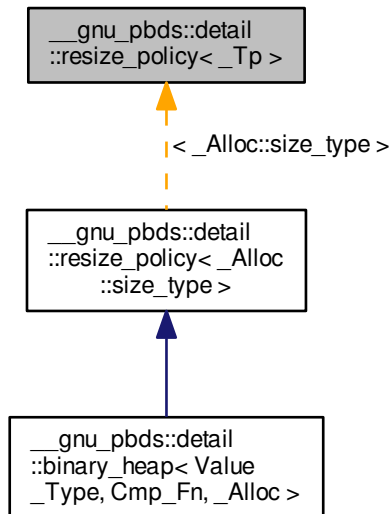 __gnu_pbds::detail
::resize_policy< _Tp >
< _Alloc::size_type >
__gnu_pbds::detail
::resize_policy< _Alloc
::size_type >
__gnu_pbds::detail
::binary_heap< Value
_Type, Cmp_Fn, _Alloc >